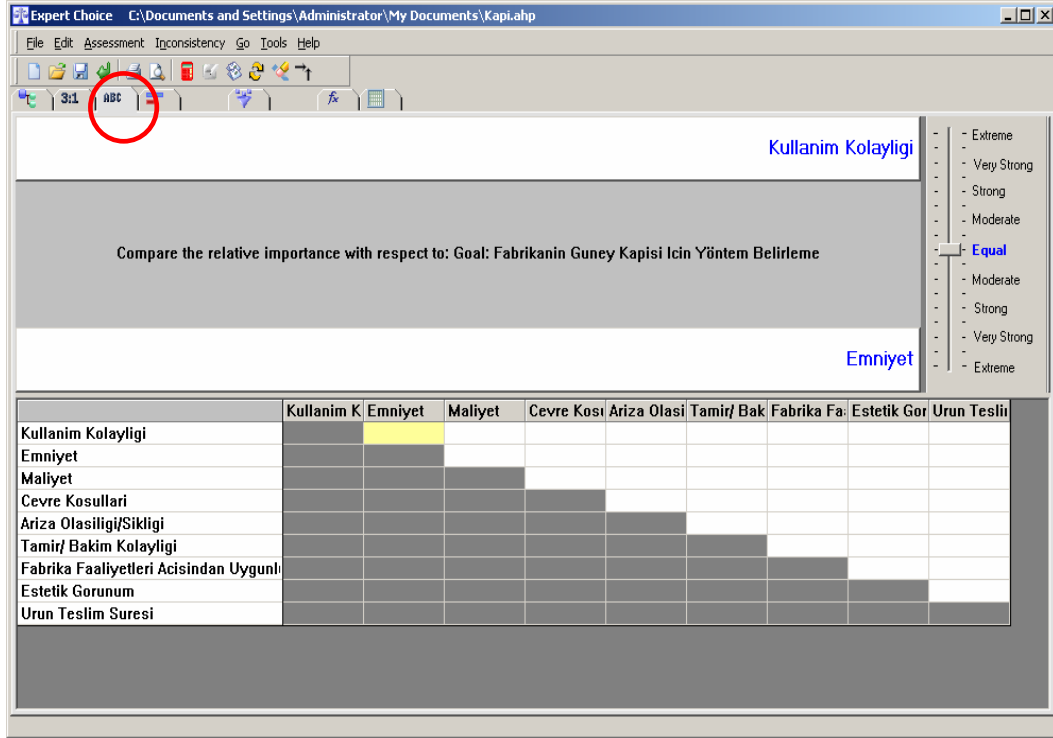 Expert Choice C:\Documents and Settings\Administrator\My Documents\Kapi.ahp
File Edit Assessment Inconsistency Go Tools Help
3:1 ABC fx
Kullanim Kolayligi
Compare the relative importance with respect to: Goal: Fabrikanin Guney Kapisi Icin Yöntem Belirleme
Emniyet
Extreme
Very Strong
Strong
Moderate
Equal
Moderate
Strong
Very Strong
Extreme
Kullanim K Emniyet Maliyet Cevre Kosu Ariza Olasi Tamir/ Bak Fabrika Fa Estetik Gor Urun Teslin
Kullanim Kolayligi
Emniyet
Maliyet
Cevre Kosullari
Ariza Olasiligi/Sikligi
Tamir/ Bakim Kolayligi
Fabrika Faaliyetleri Acisindan Uygunlu
Estetik Gorunum
Urun Teslim Suresi